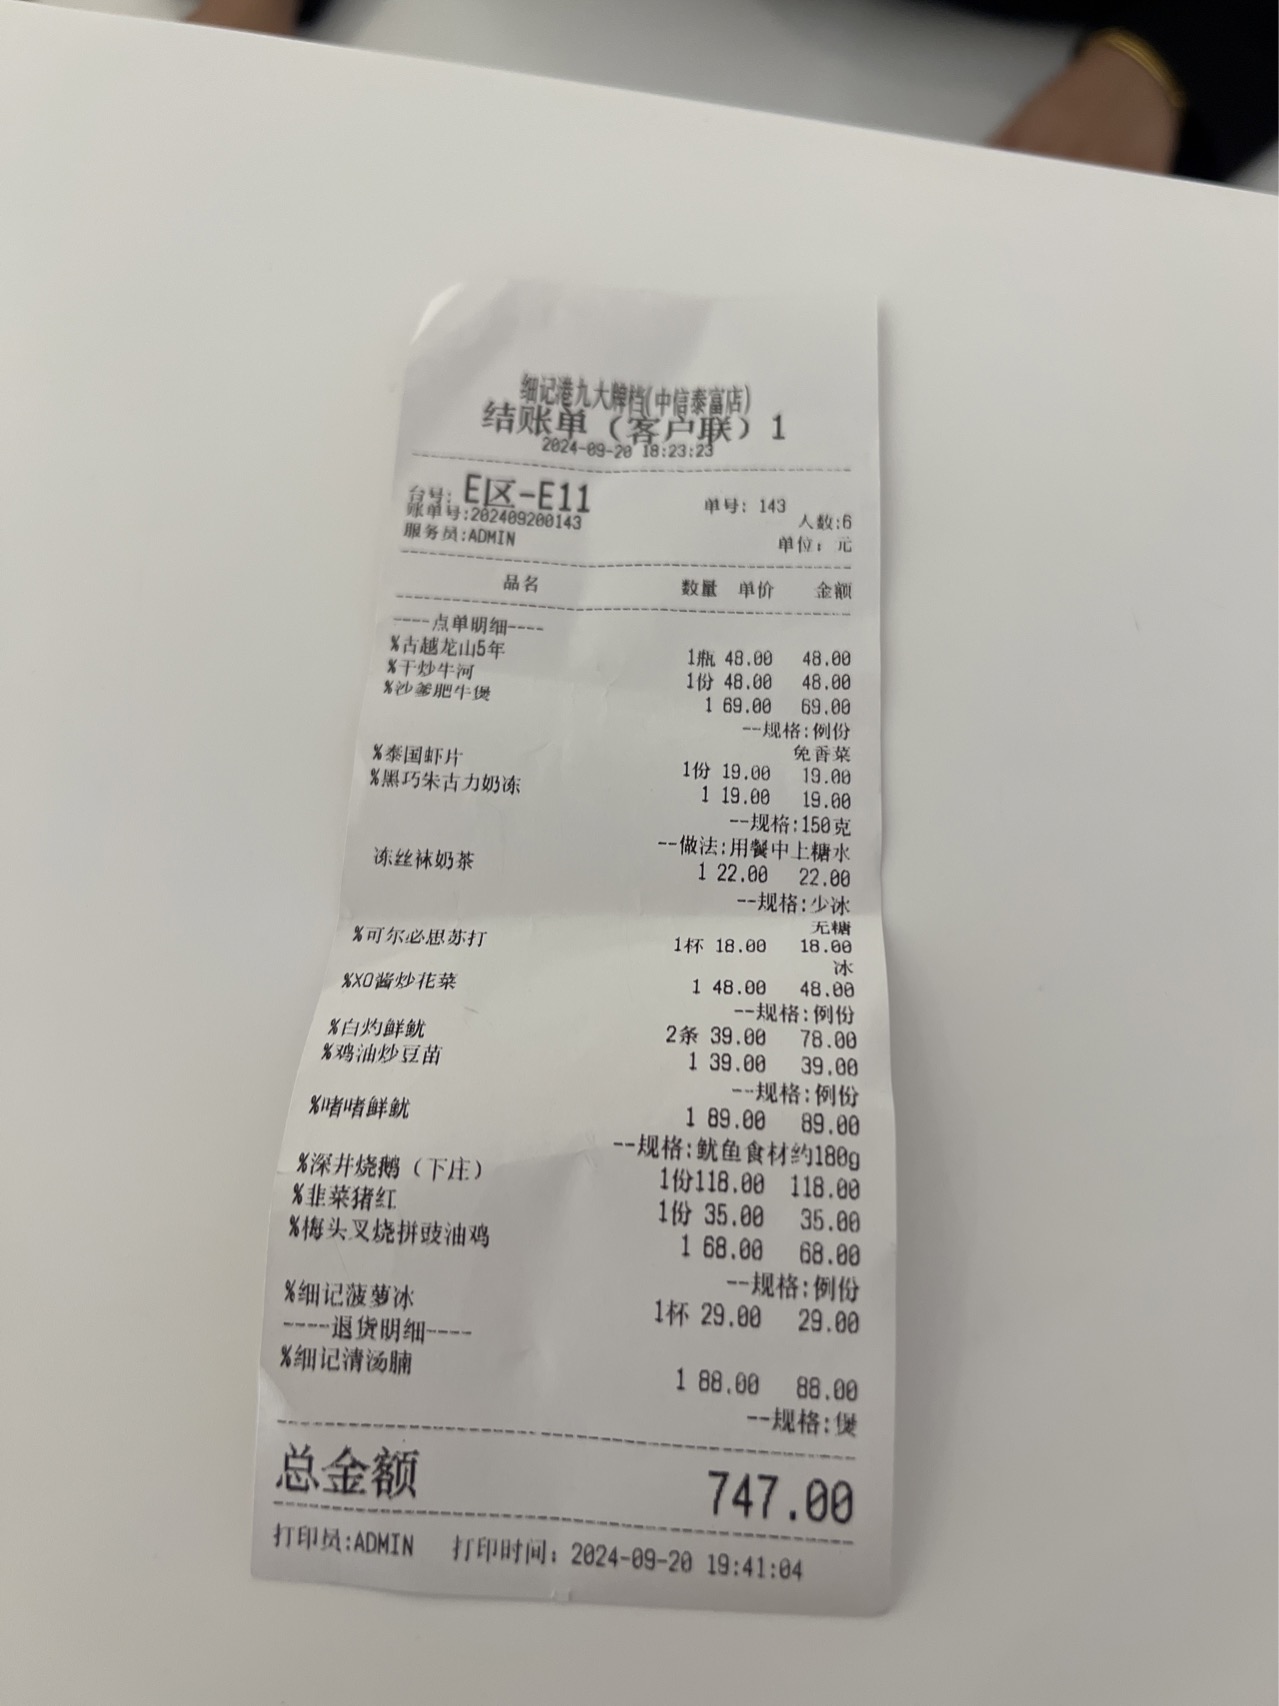 细记港九大牌档(中信泰富店)
结账单（客户联）1
2024-09-20 18:23:23
台号: E区-E11 单号: 143
账单号:202409200143 人数:6
服务员:ADMIN 单位: 元
品名 数量 单价 金额
----点单明细----
%古越龙山5年 1瓶 48.00 48.00
%干炒牛河 1份 48.00 48.00
%沙爹肥牛煲 1 69.00 69.00
--规格:例份
免香菜
%泰国虾片 1份 19.00 19.00
%黑巧朱古力奶冻 1 19.00 19.00
--规格:150克
--做法:用餐中上糖水
冻丝袜奶茶 1 22.00 22.00
--规格:少冰
无糖
%可尔必思苏打 1杯 18.00 18.00
冰
%XO酱炒花菜 1 48.00 48.00
--规格:例份
%白灼鲜鱿 2条 39.00 78.00
%鸡油炒豆苗 1 39.00 39.00
--规格:例份
%啫啫鲜鱿 1 89.00 89.00
--规格:鱿鱼食材约180g
%深井烧鹅（下庄） 1份118.00 118.00
%韭菜猪红 1份 35.00 35.00
%梅头叉烧拼豉油鸡 1 68.00 68.00
--规格:例份
%细记菠萝冰 1杯 29.00 29.00
----退货明细----
%细记清汤腩 1 88.00 88.00
--规格:煲
总金额 747.00
打印员:ADMIN 打印时间: 2024-09-20 19:41:04